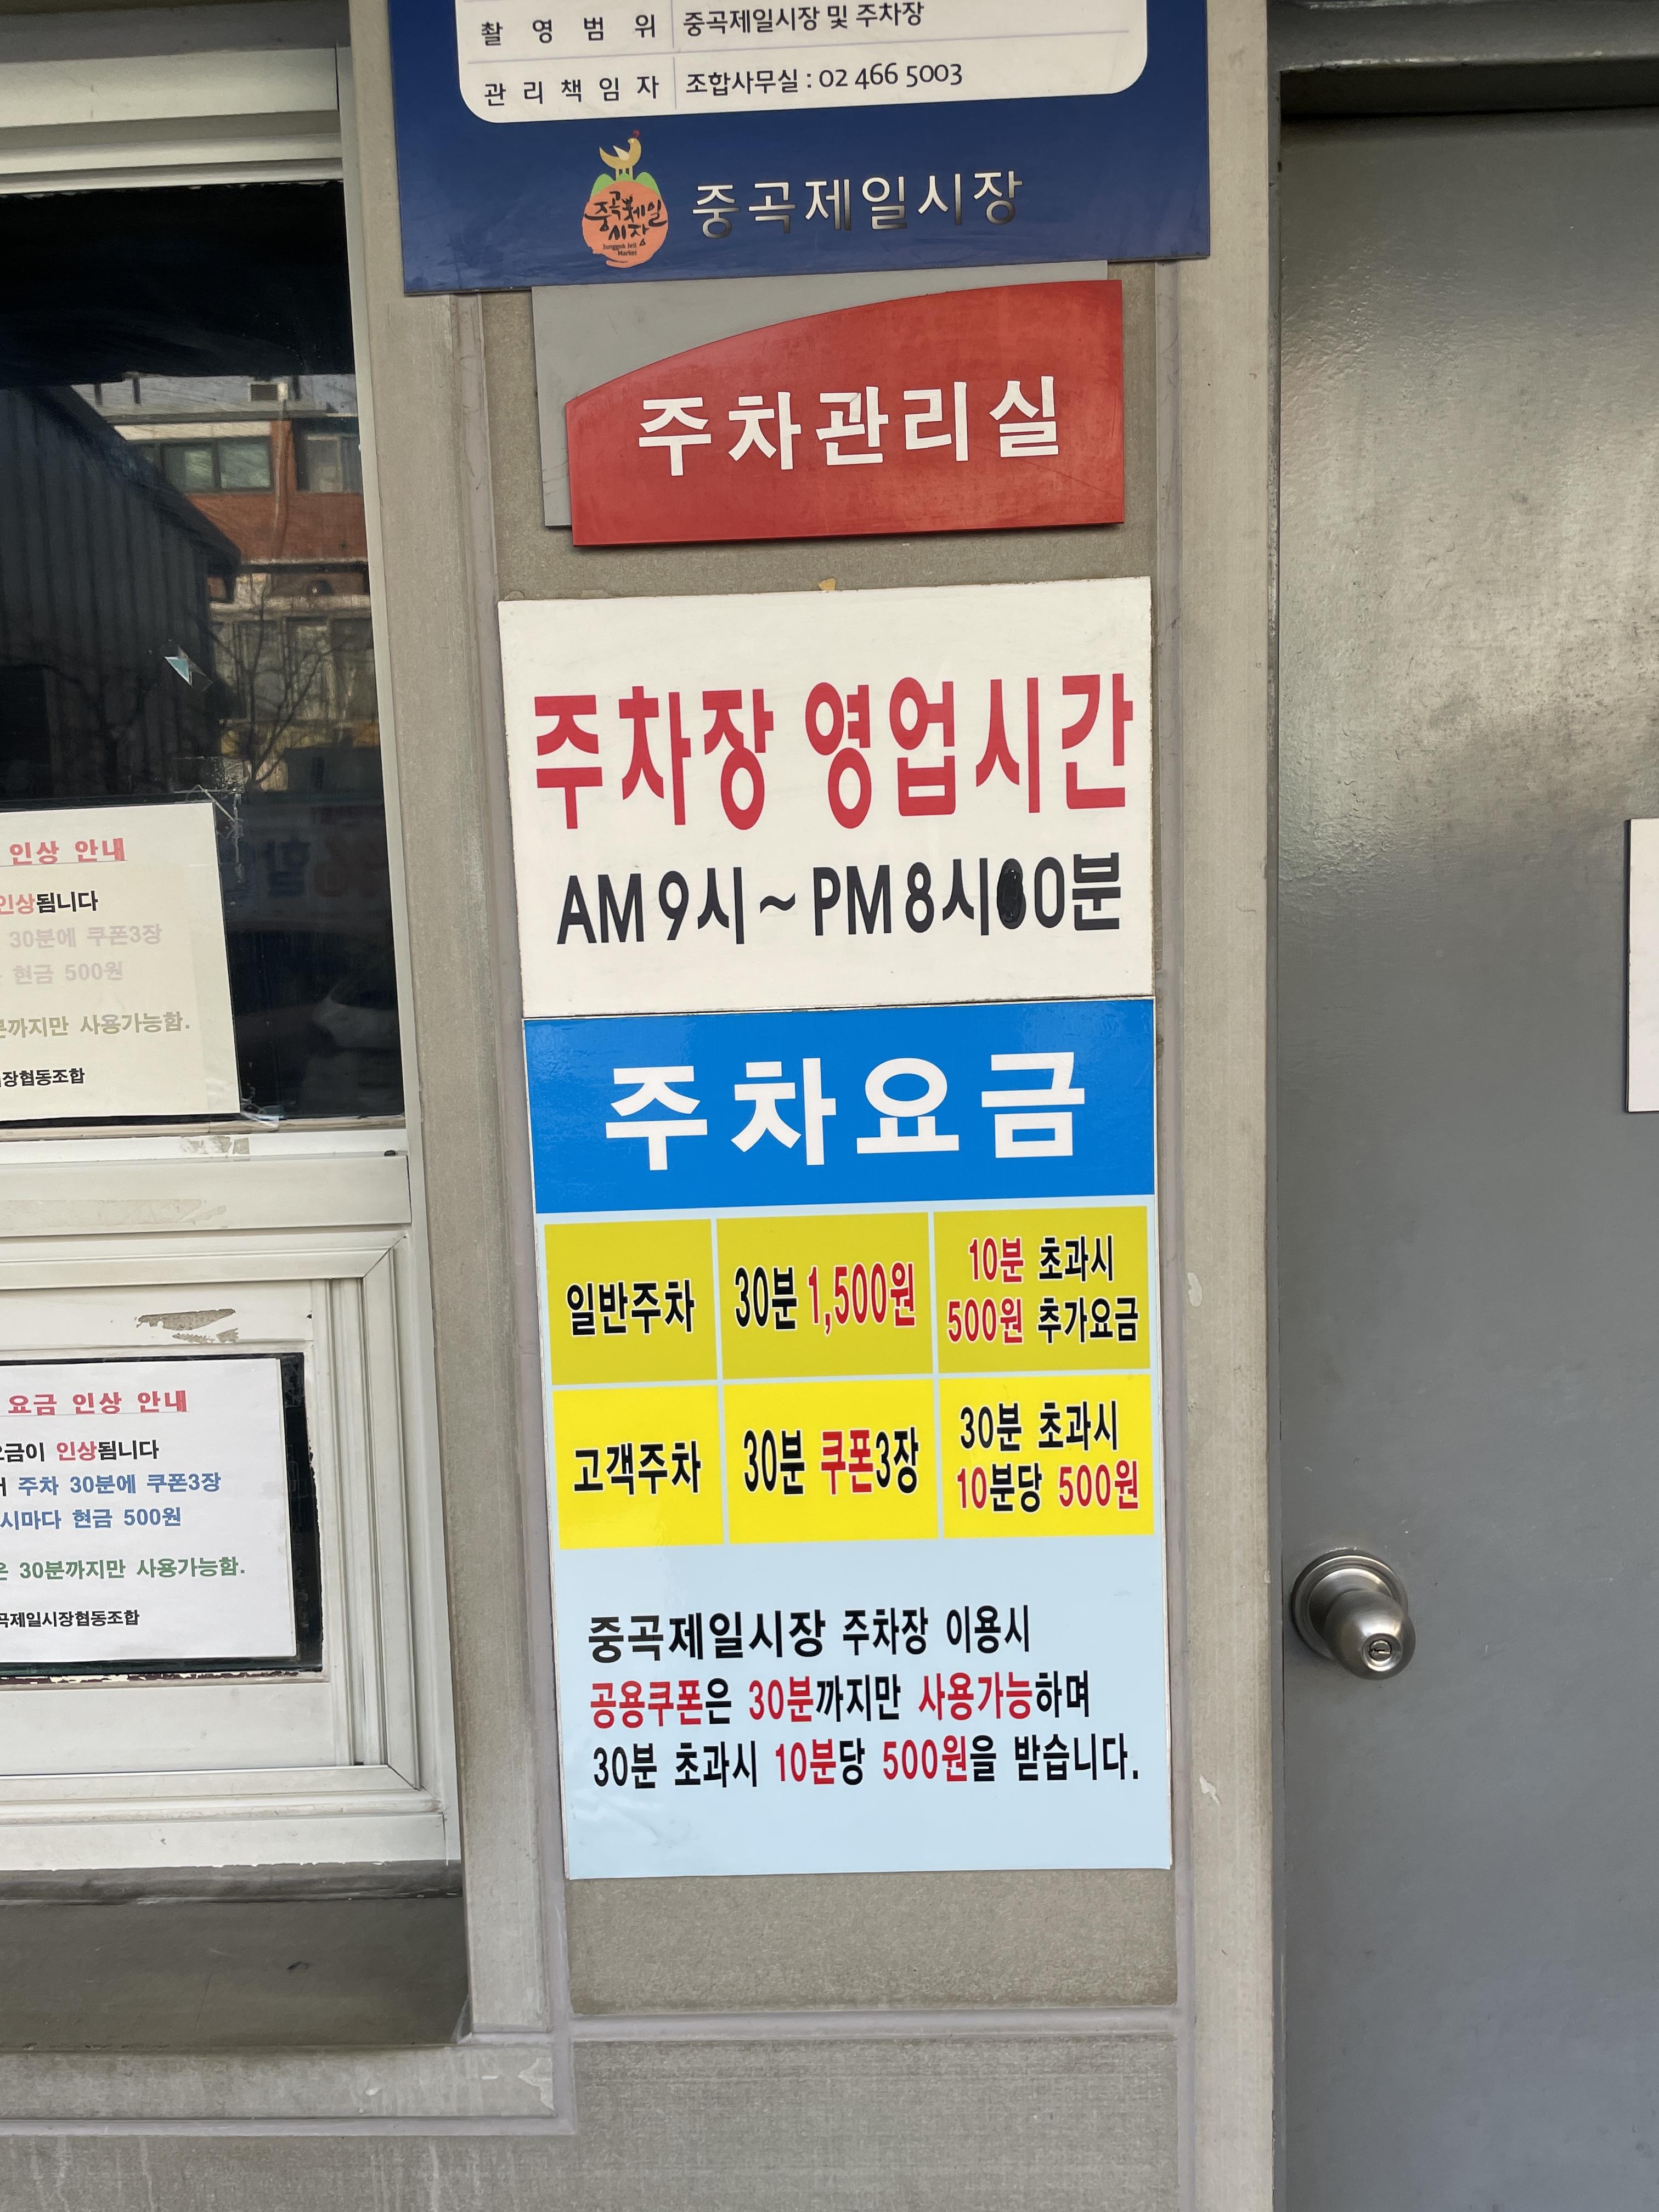 촬영범위 중곡제일시장 및 주차장
관리책임자 조합사무실 : 02 466 5003
중곡제일시장
Junggok Jeil
Market
중곡제일시장
주차관리실
주차장 영업시간
AM 9시 ~ PM 8시 0분
주차요금
일반주차 30분 1,500원 10분 초과시
500원 추가요금
고객주차 30분 쿠폰3장 30분 초과시
10분당 500원
중곡제일시장 주차장 이용시
공용쿠폰은 30분까지만 사용가능하며
30분 초과시 10분당 500원을 받습니다.
인상 안내
인상됩니다
30분에 쿠폰3장
현금 500원
까지만 사용가능함.
장협동조합
요금 인상 안내
요금이 인상됩니다
주차 30분에 쿠폰3장
시마다 현금 500원
은 30분까지만 사용가능함.
곡제일시장협동조합